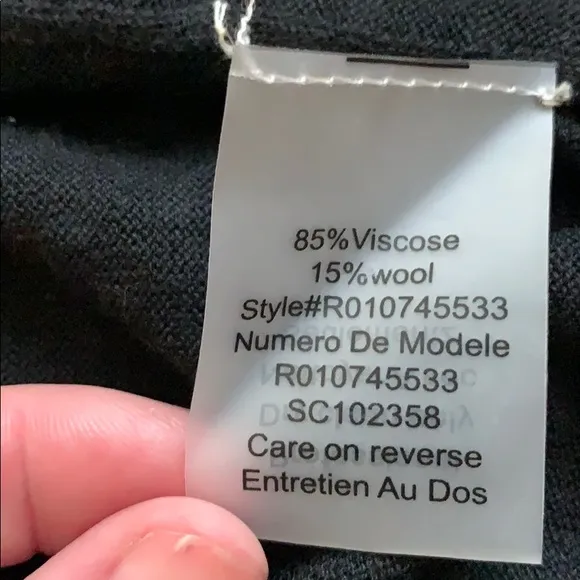 85%Viscose
15%wool
Style#R010745533
Numero De Modele
R010745533
SC102358
Care on reverse
Entretien Au Dos